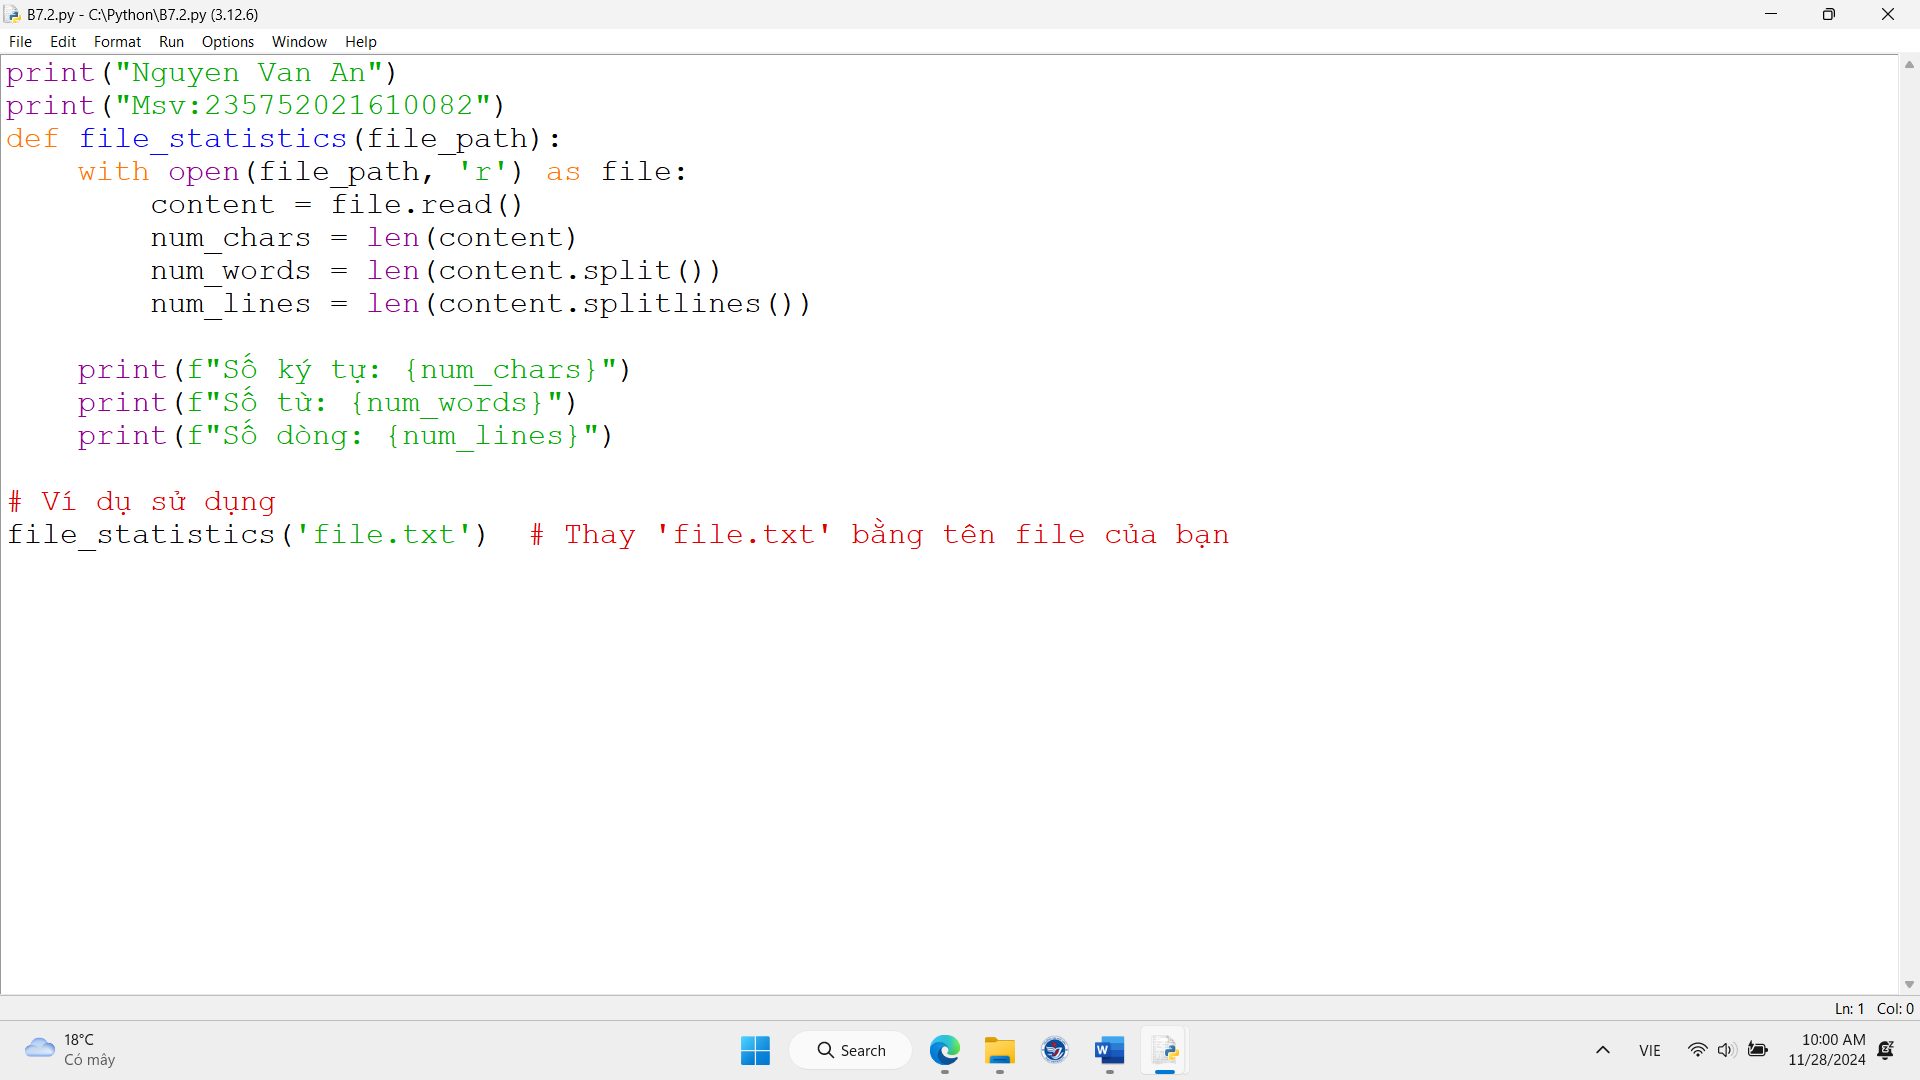 B7.2.py - C:\Python\B7.2.py (3.12.6)
File Edit Format Run Options Window Help
print("Nguyen Van An")
print("Msv:235752021610082")
def file_statistics(file_path):
    with open(file_path, 'r') as file:
        content = file.read()
        num_chars = len(content)
        num_words = len(content.split())
        num_lines = len(content.splitlines())
    print(f"Số ký tự: {num_chars}")
    print(f"Số từ: {num_words}")
    print(f"Số dòng: {num_lines}")
# Ví dụ sử dụng
file_statistics('file.txt')  # Thay 'file.txt' bằng tên file của bạn
Ln: 1 Col: 0
18°C
Có mây
Search
VIE
10:00 AM
11/28/2024